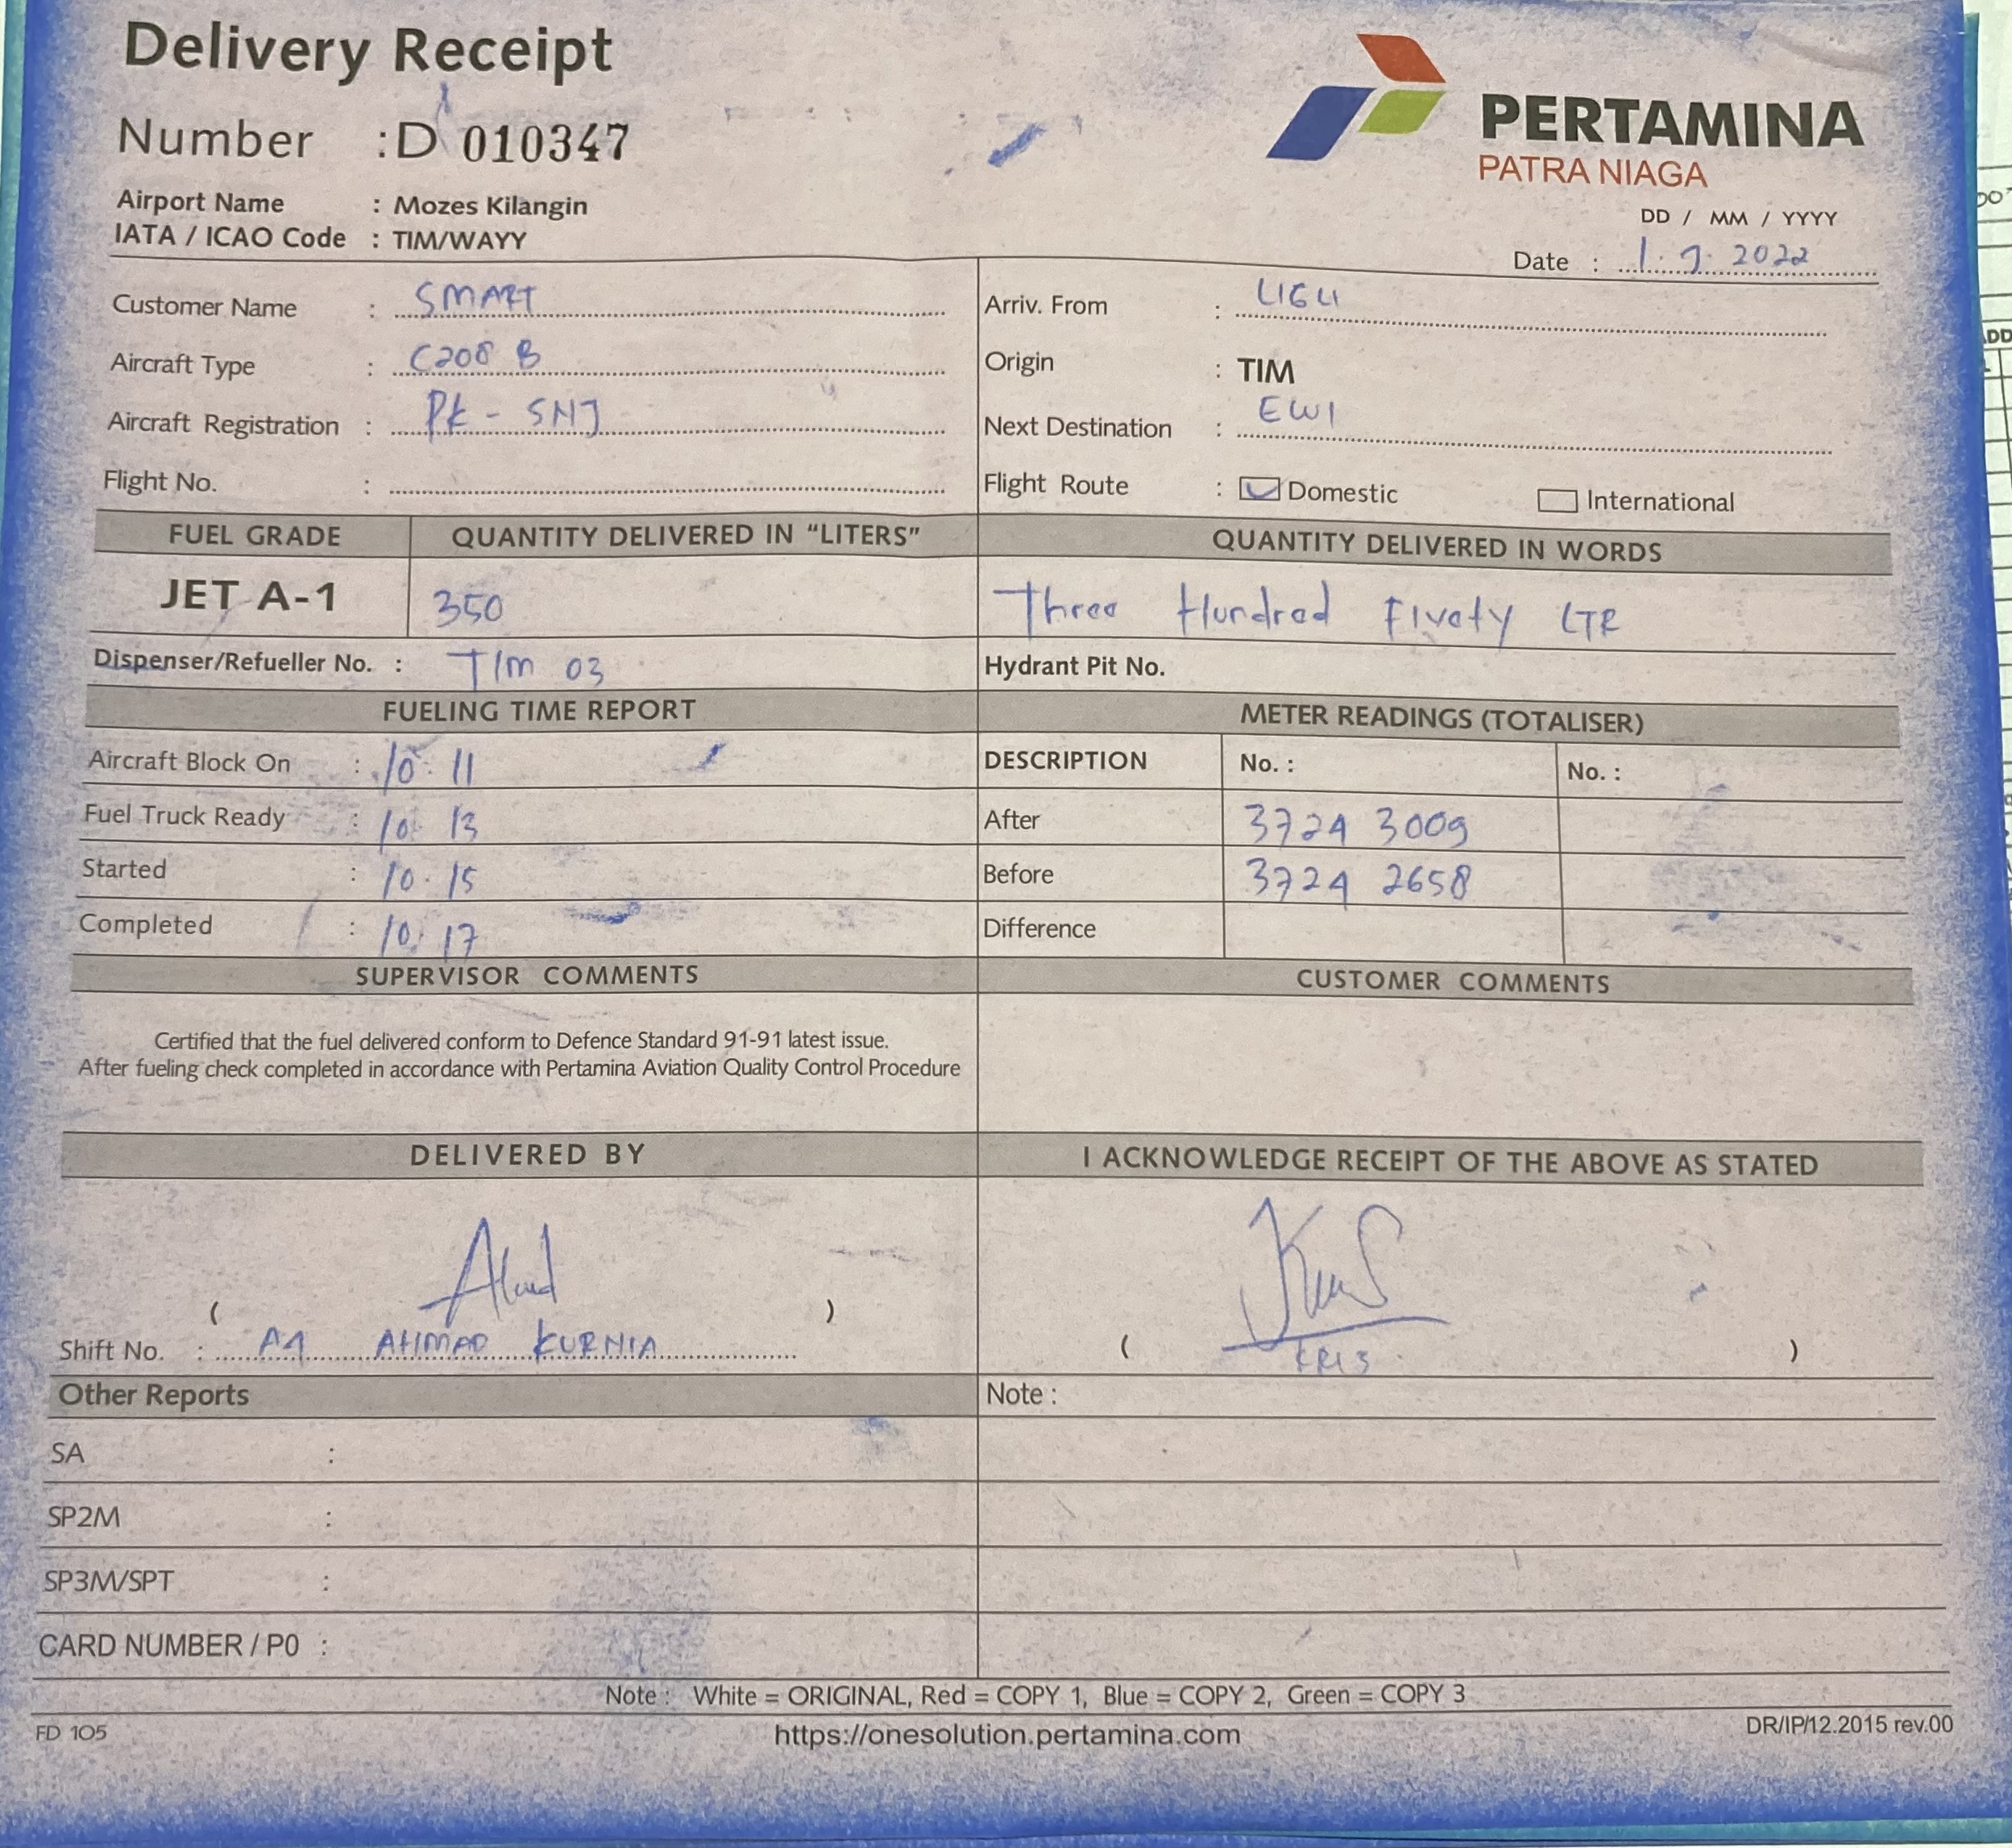 Delivery Receipt
Number : D 010347
PERTAMINA
PATRA NIAGA
Airport Name : Mozes Kilangin
IATA / ICAO Code : TIM/WAYY
DD / MM / YYYY
Date : 1. 9. 2022
Customer Name : SMART
Arriv. From :
Aircraft Type : C208 B
Origin : TIM
Aircraft Registration : PK - SNJ
Next Destination : EWI
Flight No. :
Flight Route : Domestic International
FUEL GRADE QUANTITY DELIVERED IN “LITERS” QUANTITY DELIVERED IN WORDS
JET A-1 350 Three Hundred Fivety LTR
Dispenser/Refueller No. : TIM 03 Hydrant Pit No.
FUELING TIME REPORT METER READINGS (TOTALISER)
Aircraft Block On : 10. 11 DESCRIPTION No. : No. :
Fuel Truck Ready : 10. 13 After 3724 3009
Started : 10. 15 Before 3724 2658
Completed : 10. 17 Difference
SUPERVISOR COMMENTS CUSTOMER COMMENTS
Certified that the fuel delivered conform to Defence Standard 91-91 latest issue.
After fueling check completed in accordance with Pertamina Aviation Quality Control Procedure
DELIVERED BY I ACKNOWLEDGE RECEIPT OF THE ABOVE AS STATED
( ) ( KRIS )
Shift No. : A1 AHMAD KURNIA
Other Reports Note :
SA :
SP2M :
SP3M/SPT :
CARD NUMBER / P0 :
Note : White = ORIGINAL, Red = COPY 1, Blue = COPY 2, Green = COPY 3
FD 105 https://onesolution.pertamina.com DR/IP/12.2015 rev.00